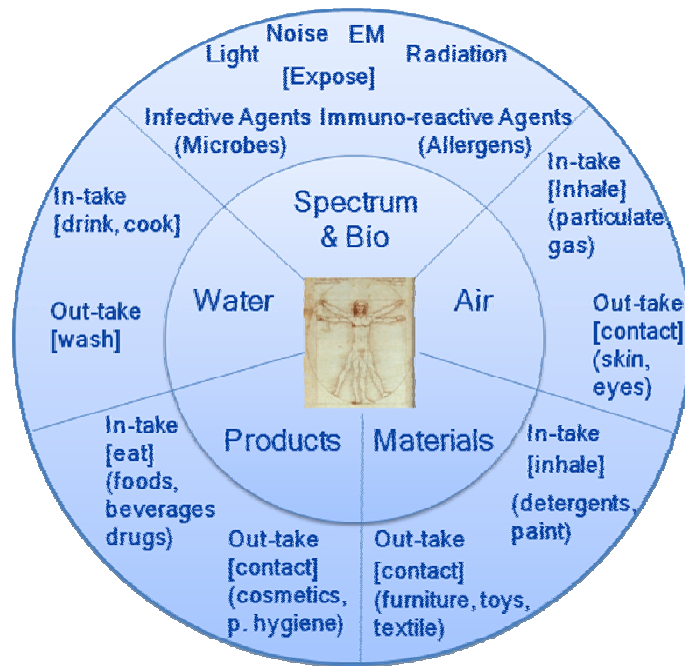 Noise EM
Light Radiation
[Expose]
Infective Agents Immuno-reactive Agents
(Microbes) (Allergens)
Spectrum
& Bio
In-take
[Inhale]
(particulate,
gas)
Out-take
[contact]
(skin,
eyes)
Air
In-take
[drink, cook]
Out-take
[wash]
Water
In-take
[eat]
(foods,
beverages
drugs)
Out-take
[contact]
(cosmetics,
p. hygiene)
Products
Materials
In-take
[inhale]
(detergents,
paint)
Out-take
[contact]
(furniture, toys,
textile)